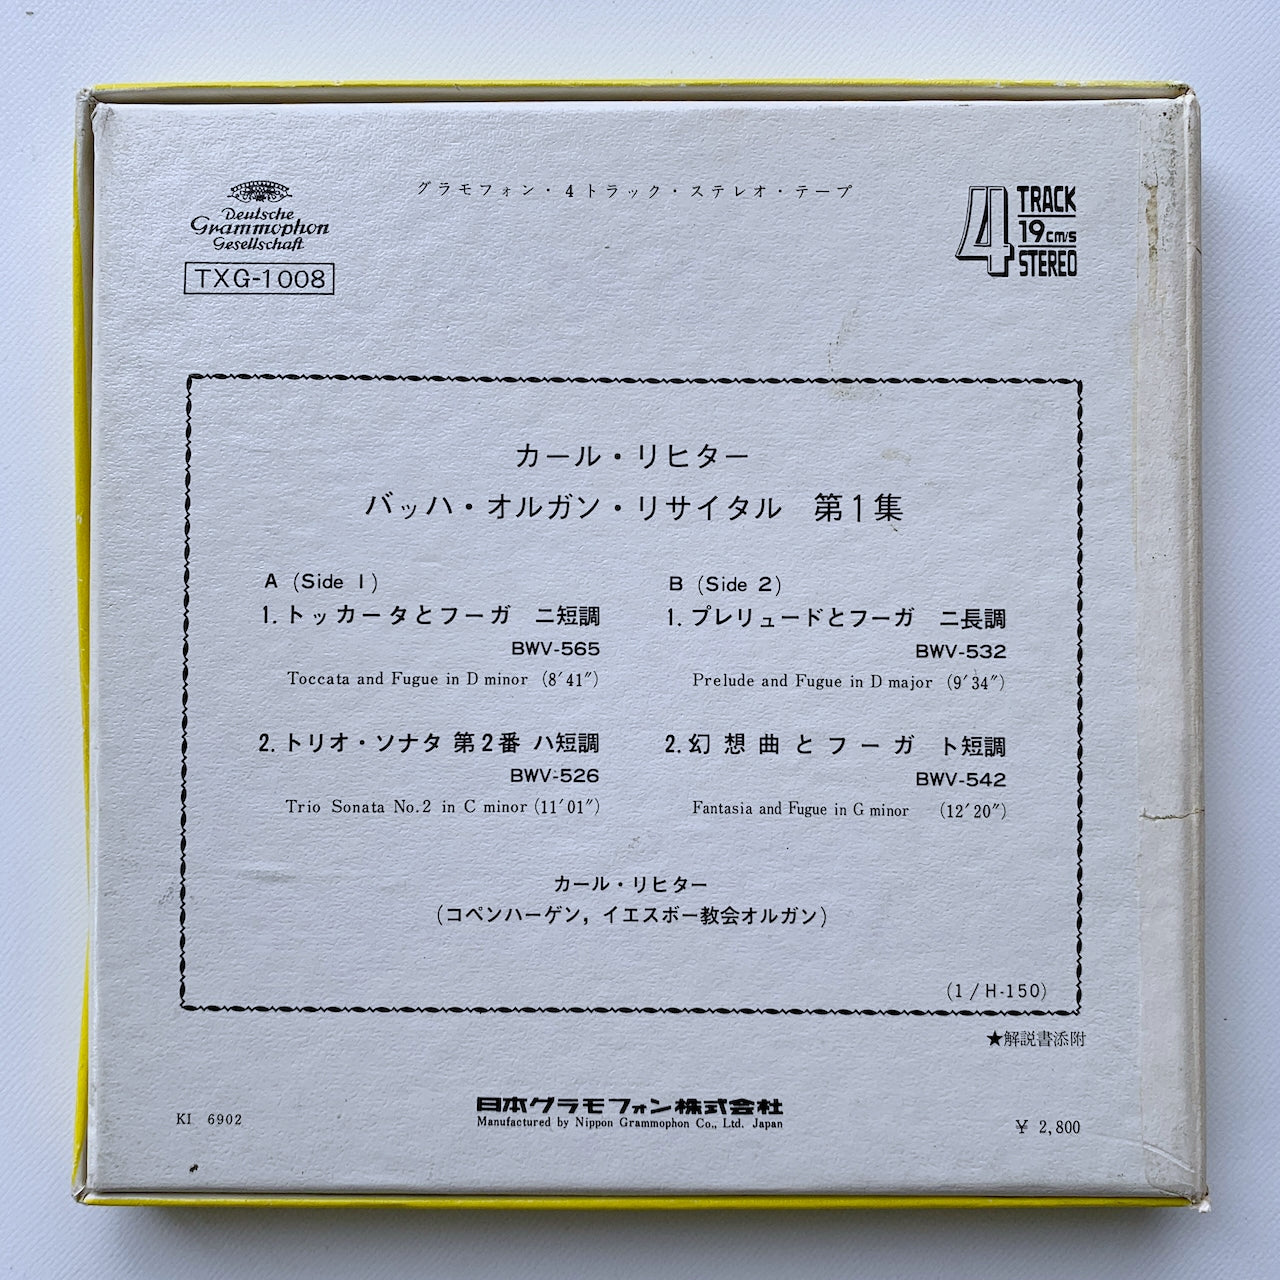 グラモフォン・4トラック・ステレオ・テープ
Deutsche
Grammophon
Gesellschaft
TXG-1008
4 TRACK
19cm/s
STEREO
カール・リヒター
バッハ・オルガン・リサイタル 第1集
A (Side 1)
1. トッカータとフーガ ニ短調
BWV-565
Toccata and Fugue in D minor (8′41″)
2. トリオ・ソナタ 第2番 ハ短調
BWV-526
Trio Sonata No.2 in C minor (11′01″)
B (Side 2)
1. プレリュードとフーガ ニ長調
BWV-532
Prelude and Fugue in D major (9′34″)
2. 幻想曲とフーガ ト短調
BWV-542
Fantasia and Fugue in G minor (12′20″)
カール・リヒター
(コペンハーゲン, イエスボー教会オルガン)
(1/H-150)
★解説書添附
日本グラモフォン株式会社
Manufactured by Nippon Grammophon Co., Ltd. Japan
KI 6902
¥ 2,800